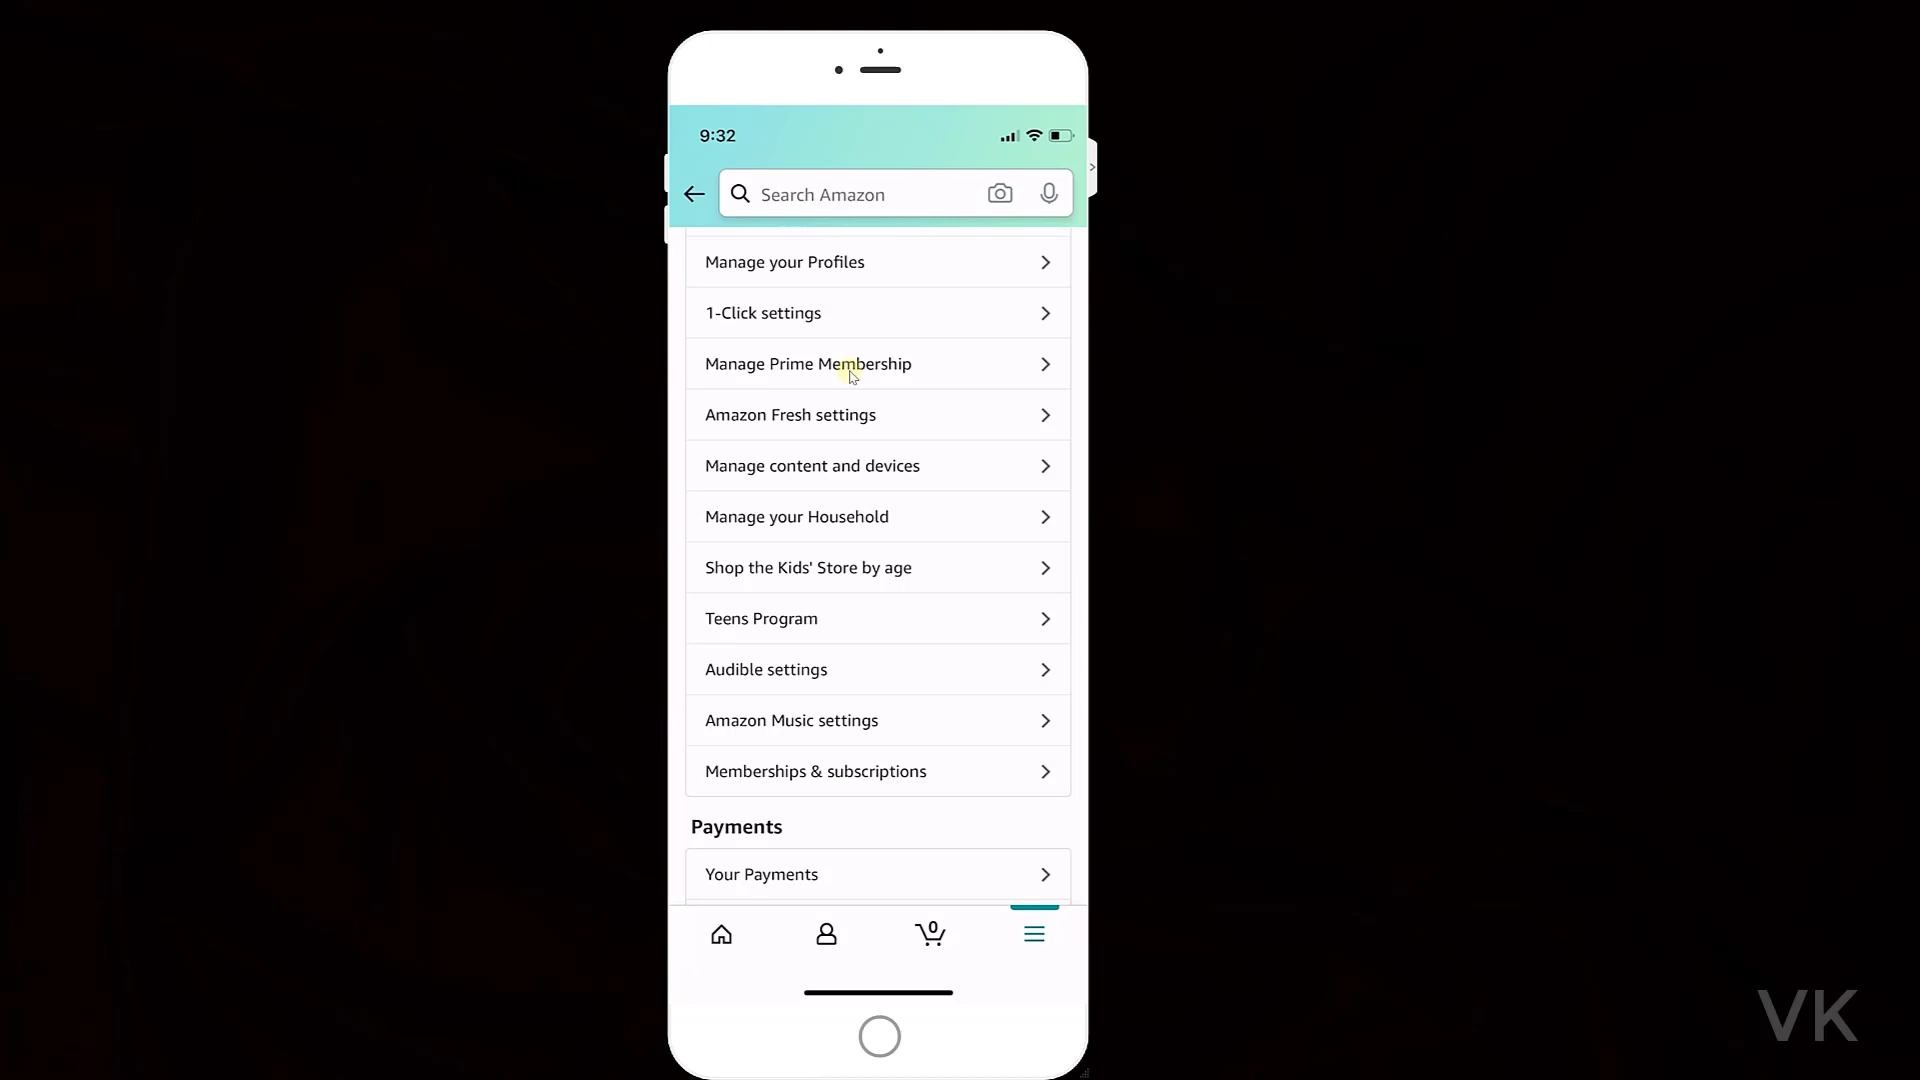 9:32
Search Amazon
Manage your Profiles
1-Click settings
Manage Prime Membership
Amazon Fresh settings
Manage content and devices
Manage your Household
Shop the Kids' Store by age
Teens Program
Audible settings
Amazon Music settings
Memberships & subscriptions
Payments
Your Payments
0
VK